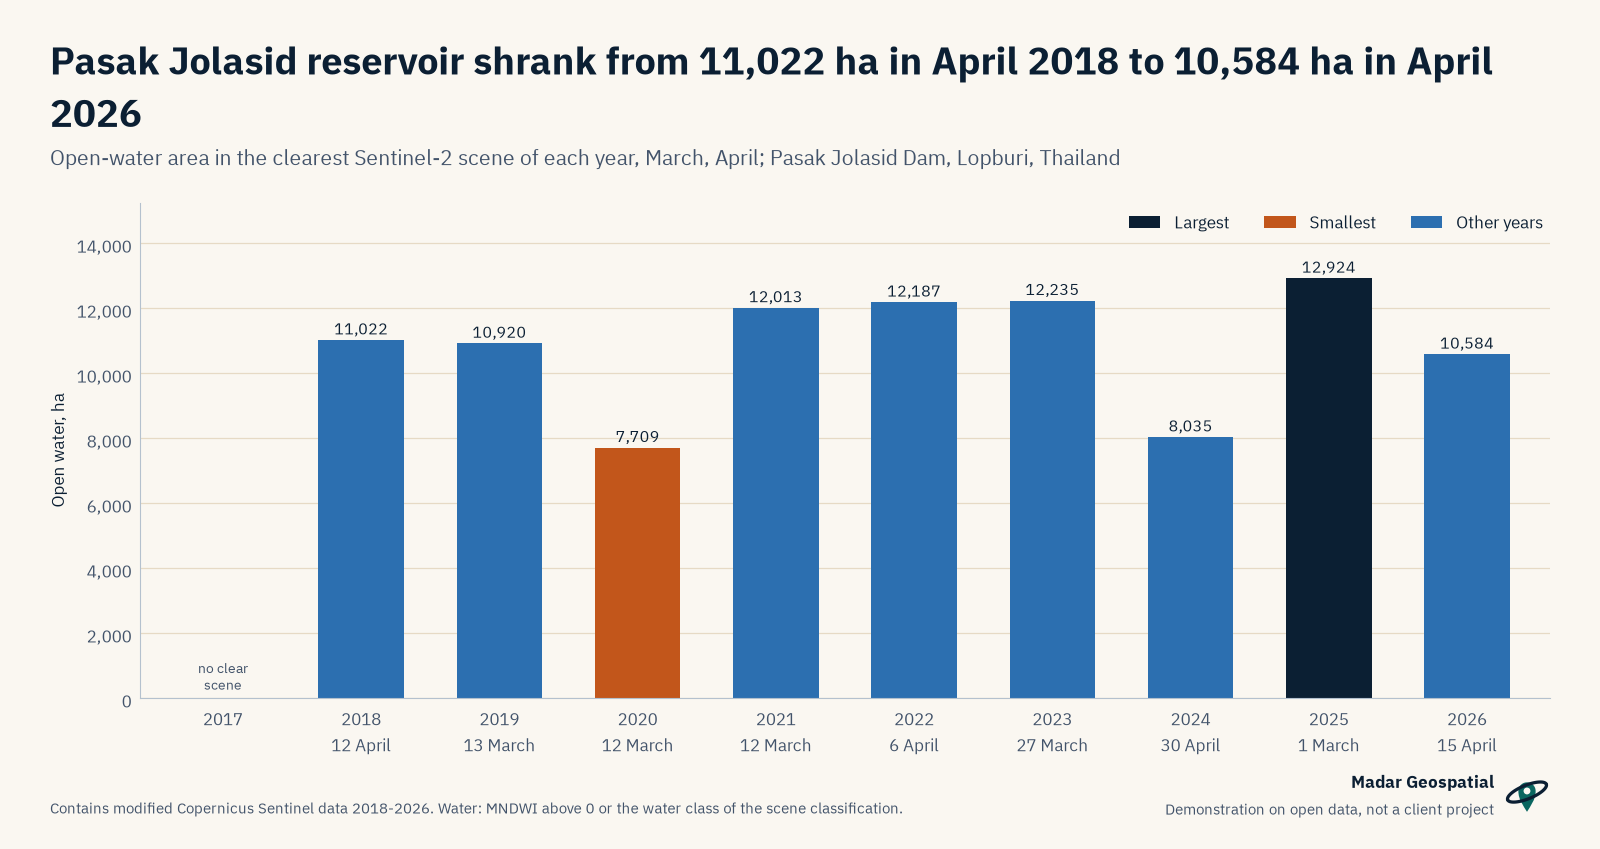 Pasak Jolasid reservoir shrank from 11,022 ha in April 2018 to 10,584 ha in April
2026
Open-water area in the clearest Sentinel-2 scene of each year, March, April; Pasak Jolasid Dam, Lopburi, Thailand
Largest Smallest Other years
Open water, ha
14,000
12,000
10,000
8,000
6,000
4,000
2,000
0
no clear
scene
11,022
10,920
7,709
12,013
12,187
12,235
8,035
12,924
10,584
2017 2018 2019 2020 2021 2022 2023 2024 2025 2026
12 April 13 March 12 March 12 March 6 April 27 March 30 April 1 March 15 April
Madar Geospatial
Contains modified Copernicus Sentinel data 2018-2026. Water: MNDWI above 0 or the water class of the scene classification.
Demonstration on open data, not a client project